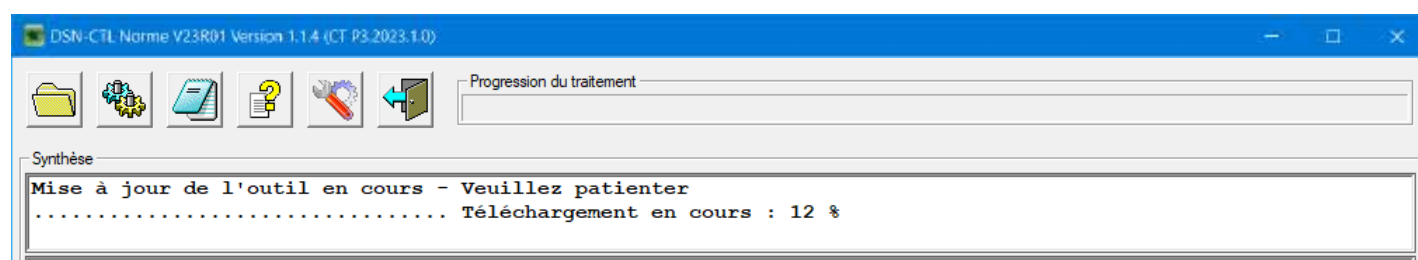 DSN-CTL Norme V23R01 Version 1.1.4 (CT P3.2023.1.0)
Progression du traitement
Synthèse
Mise à jour de l'outil en cours - Veuillez patienter
................................. Téléchargement en cours : 12 %